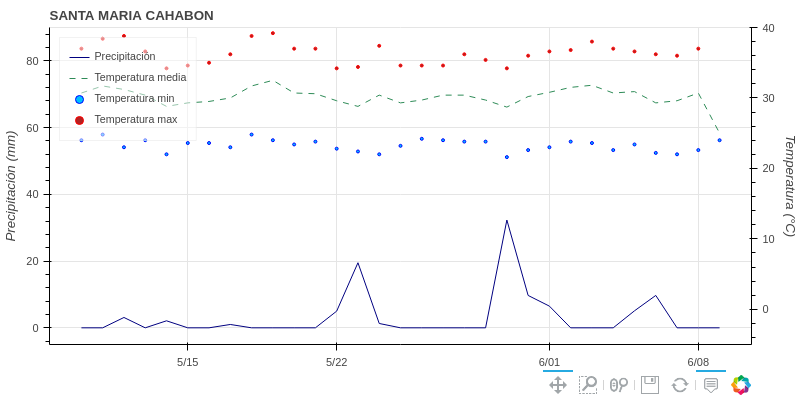 SANTA MARIA CAHABON
Precipitación
Temperatura media
Temperatura min
Temperatura max
Precipitación (mm)
80
60
40
20
0
Temperatura (°C)
40
30
20
10
0
5/15
5/22
6/01
6/08